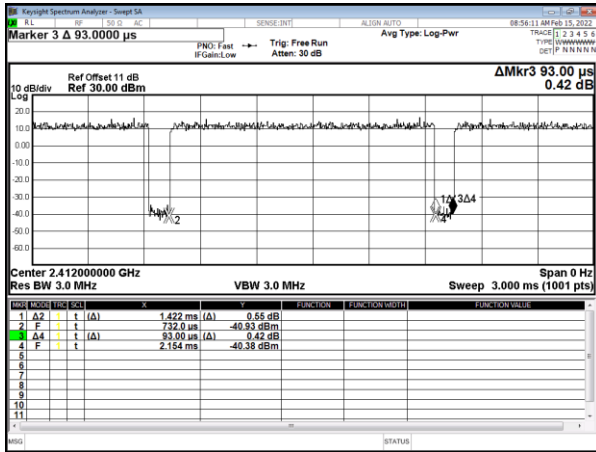 Keysight Spectrum Analyzer - Swept SA
RL RF 50 Ω AC SENSE:INT ALIGN AUTO 08:56:11 AM Feb 15, 2022
Marker 3 Δ 93.0000 µs Avg Type: Log-Pwr TRACE 1 2 3 4 5 6
PNO: Fast Trig: Free Run TYPE WWWWWW
IFGain:Low Atten: 30 dB DET P N N N N N
Ref Offset 11 dB ΔMkr3 93.00 µs
10 dB/div Ref 30.00 dBm 0.42 dB
Log
20.0
10.0
0.00
-10.0
-20.0
-30.0
-40.0
-50.0
-60.0
2
1Δ2
3Δ4
4
Center 2.412000000 GHz Span 0 Hz
Res BW 3.0 MHz VBW 3.0 MHz Sweep 3.000 ms (1001 pts)
MKR MODE TRC SCL X Y FUNCTION FUNCTION WIDTH FUNCTION VALUE
1 Δ2 1 t (Δ) 1.422 ms (Δ) 0.55 dB
2 F 1 t 732.0 µs -40.93 dBm
3 Δ4 1 t (Δ) 93.00 µs (Δ) 0.42 dB
4 F 1 t 2.154 ms -40.38 dBm
5
6
7
8
9
10
11
MSG STATUS